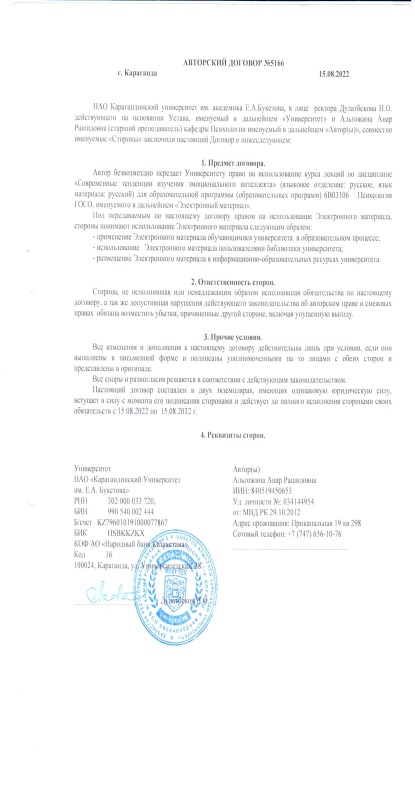 АВТОРСКИЙ ДОГОВОР №5166
г. Караганда 15.08.2022
НАО Карагандинский университет им. академика Е.А.Букетова, в лице ректора Дулатбекова Н.О.
действующего на основании Устава, именуемый в дальнейшем «Университет» и Альгожина Анар
Рашидовна (старший преподаватель) кафедры Психологии именуемый в дальнейшем «Автор(ы)», совместно
именуемые «Стороны» заключили настоящий Договор о нижеследующем:
1. Предмет договора.
Автор безвозмездно передает Университету право на использование курса лекций по дисциплине
«Современные тенденции изучения эмоционального интеллекта» (языковое отделение: русское, язык
материала: русский) для образовательной программы (образовательных программ) 6В03106 Психология
ГОСО, именуемого в дальнейшем «Электронный материал».
Под передаваемым по настоящему договору правом на использование Электронного материала,
стороны понимают использование Электронного материала следующим образом:
- применение Электронного материала обучающимися университета в образовательном процессе;
- использование Электронного материала пользователями библиотеки университета;
- размещение Электронного материала в информационно-образовательных ресурсах университета.
2. Ответственность сторон.
Сторона, не исполнившая или ненадлежащим образом исполнившая обязательства по настоящему
договору, а так же допустившая нарушения действующего законодательства об авторском праве и смежных
правах обязана возместить убытки, причиненные другой стороне, включая упущенную выгоду.
3. Прочие условия.
Все изменения и дополнения к настоящему договору действительны лишь при условии, если они
выполнены в письменной форме и подписаны уполномоченными на то лицами с обеих сторон и
представлены в оригинале.
Все споры и разногласия решаются в соответствии с действующим законодательством.
Настоящий договор составлен в двух экземплярах, имеющих одинаковую юридическую силу,
вступает в силу с момента его подписания сторонами и действует до полного исполнения сторонами своих
обязательств с 15.08.2022 по 15.08.2032 г.
4. Реквизиты сторон.
Университет
НАО «Карагандинский Университет
им. Е.А. Букетова»
РНН 302 000 033 720,
БИН 990 540 002 444
Б/счет KZ796010191000077867
БИК HSBKKZKX
КОФ АО «Народный банк Казахстана»
Код 16
100024, Караганда, ул. Университетская, 28
Дулатбеков Н.О.
Автор(ы)
Альгожина Анар Рашидовна
ИИН: 840519450653
Уд. личности №: 034144954
от: МВД РК 29.10.2012
Адрес проживания: Приканальная 19 кв 298
Сотовый телефон: +7 (747) 656-10-76